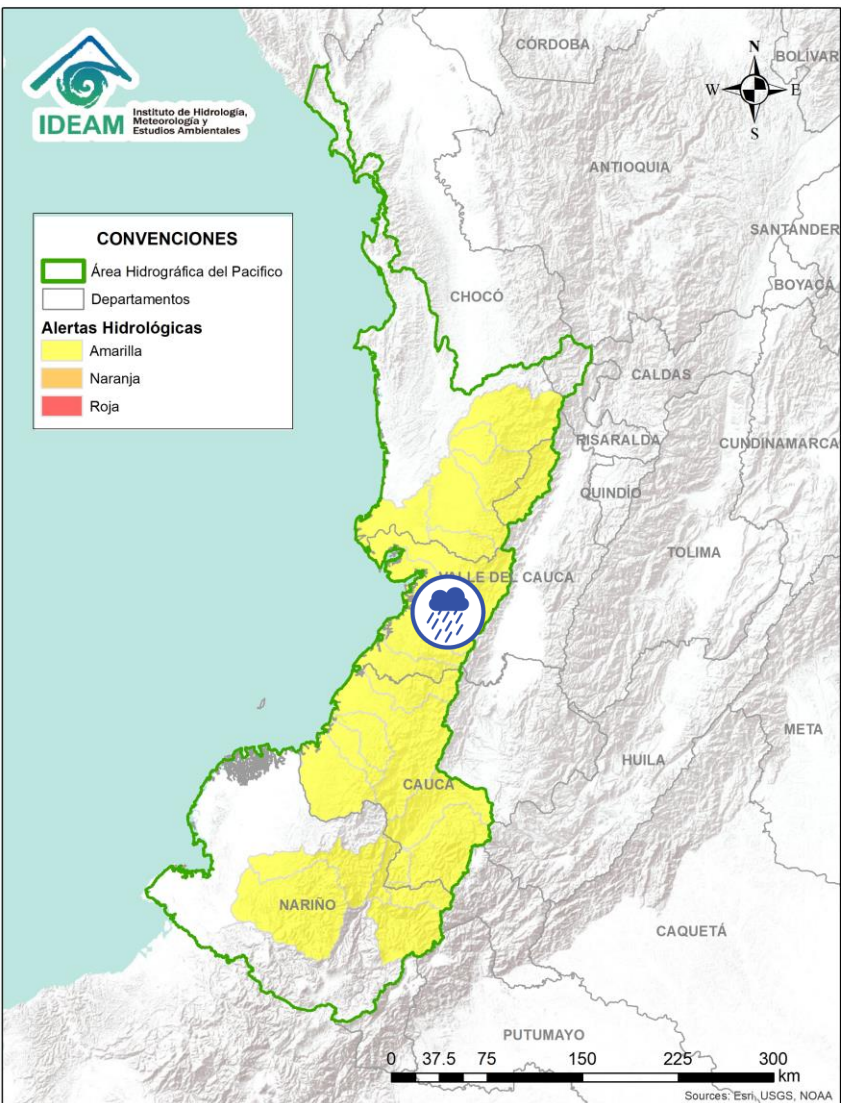 IDEAM
Instituto de Hidrología,
Meteorología y
Estudios Ambientales
CONVENCIONES
Área Hidrográfica del Pacifico
Departamentos
Alertas Hidrológicas
Amarilla
Naranja
Roja
N
W E
S
CÓRDOBA
BOLÍVAR
ANTIOQUIA
SANTANDER
BOYACÁ
CHOCÓ
CALDAS
RISARALDA
CUNDINAMARCA
QUINDÍO
TOLIMA
VALLE DEL CAUCA
META
HUILA
CAUCA
NARIÑO
CAQUETÁ
PUTUMAYO
0 37.5 75 150 225 300
km
Sources: Esri, USGS, NOAA